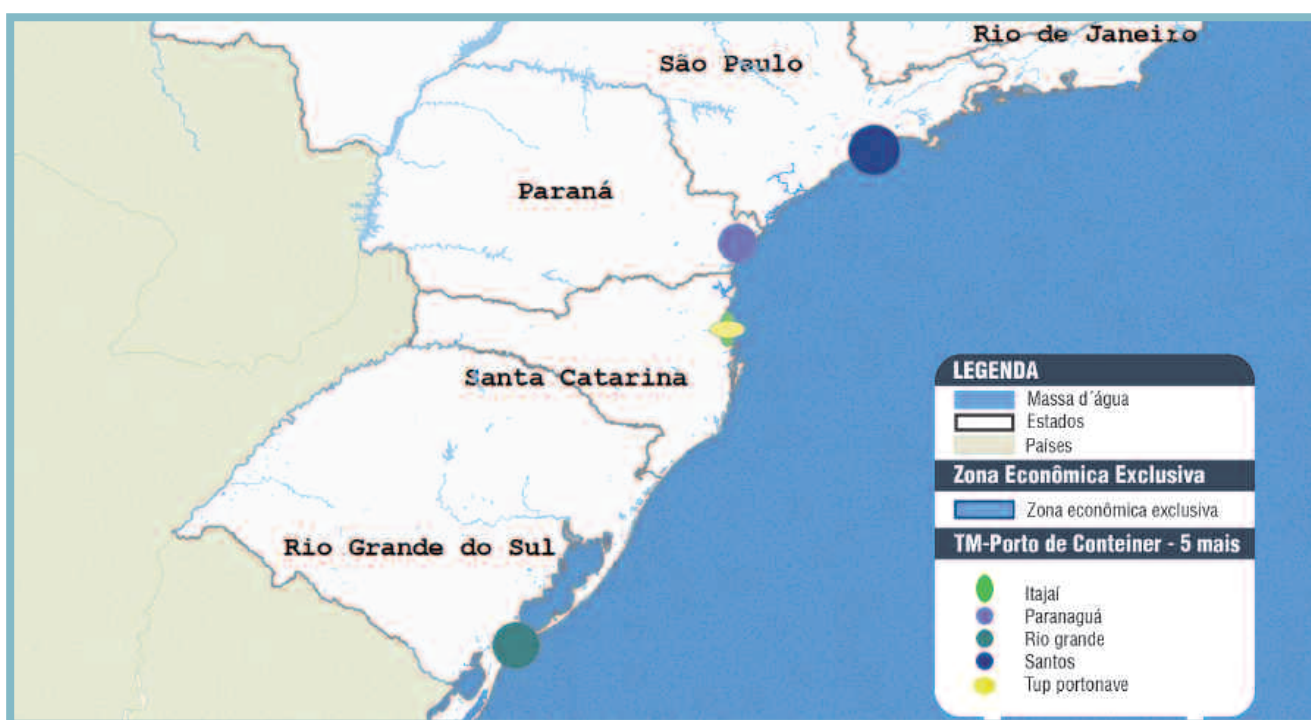 Rio de Janeiro
São Paulo
Paraná
Santa Catarina
Rio Grande do Sul
LEGENDA
Massa d´água
Estados
Países
Zona Econômica Exclusiva
Zona econômica exclusiva
TM-Porto de Conteiner - 5 mais
Itajaí
Paranaguá
Rio grande
Santos
Tup portonave